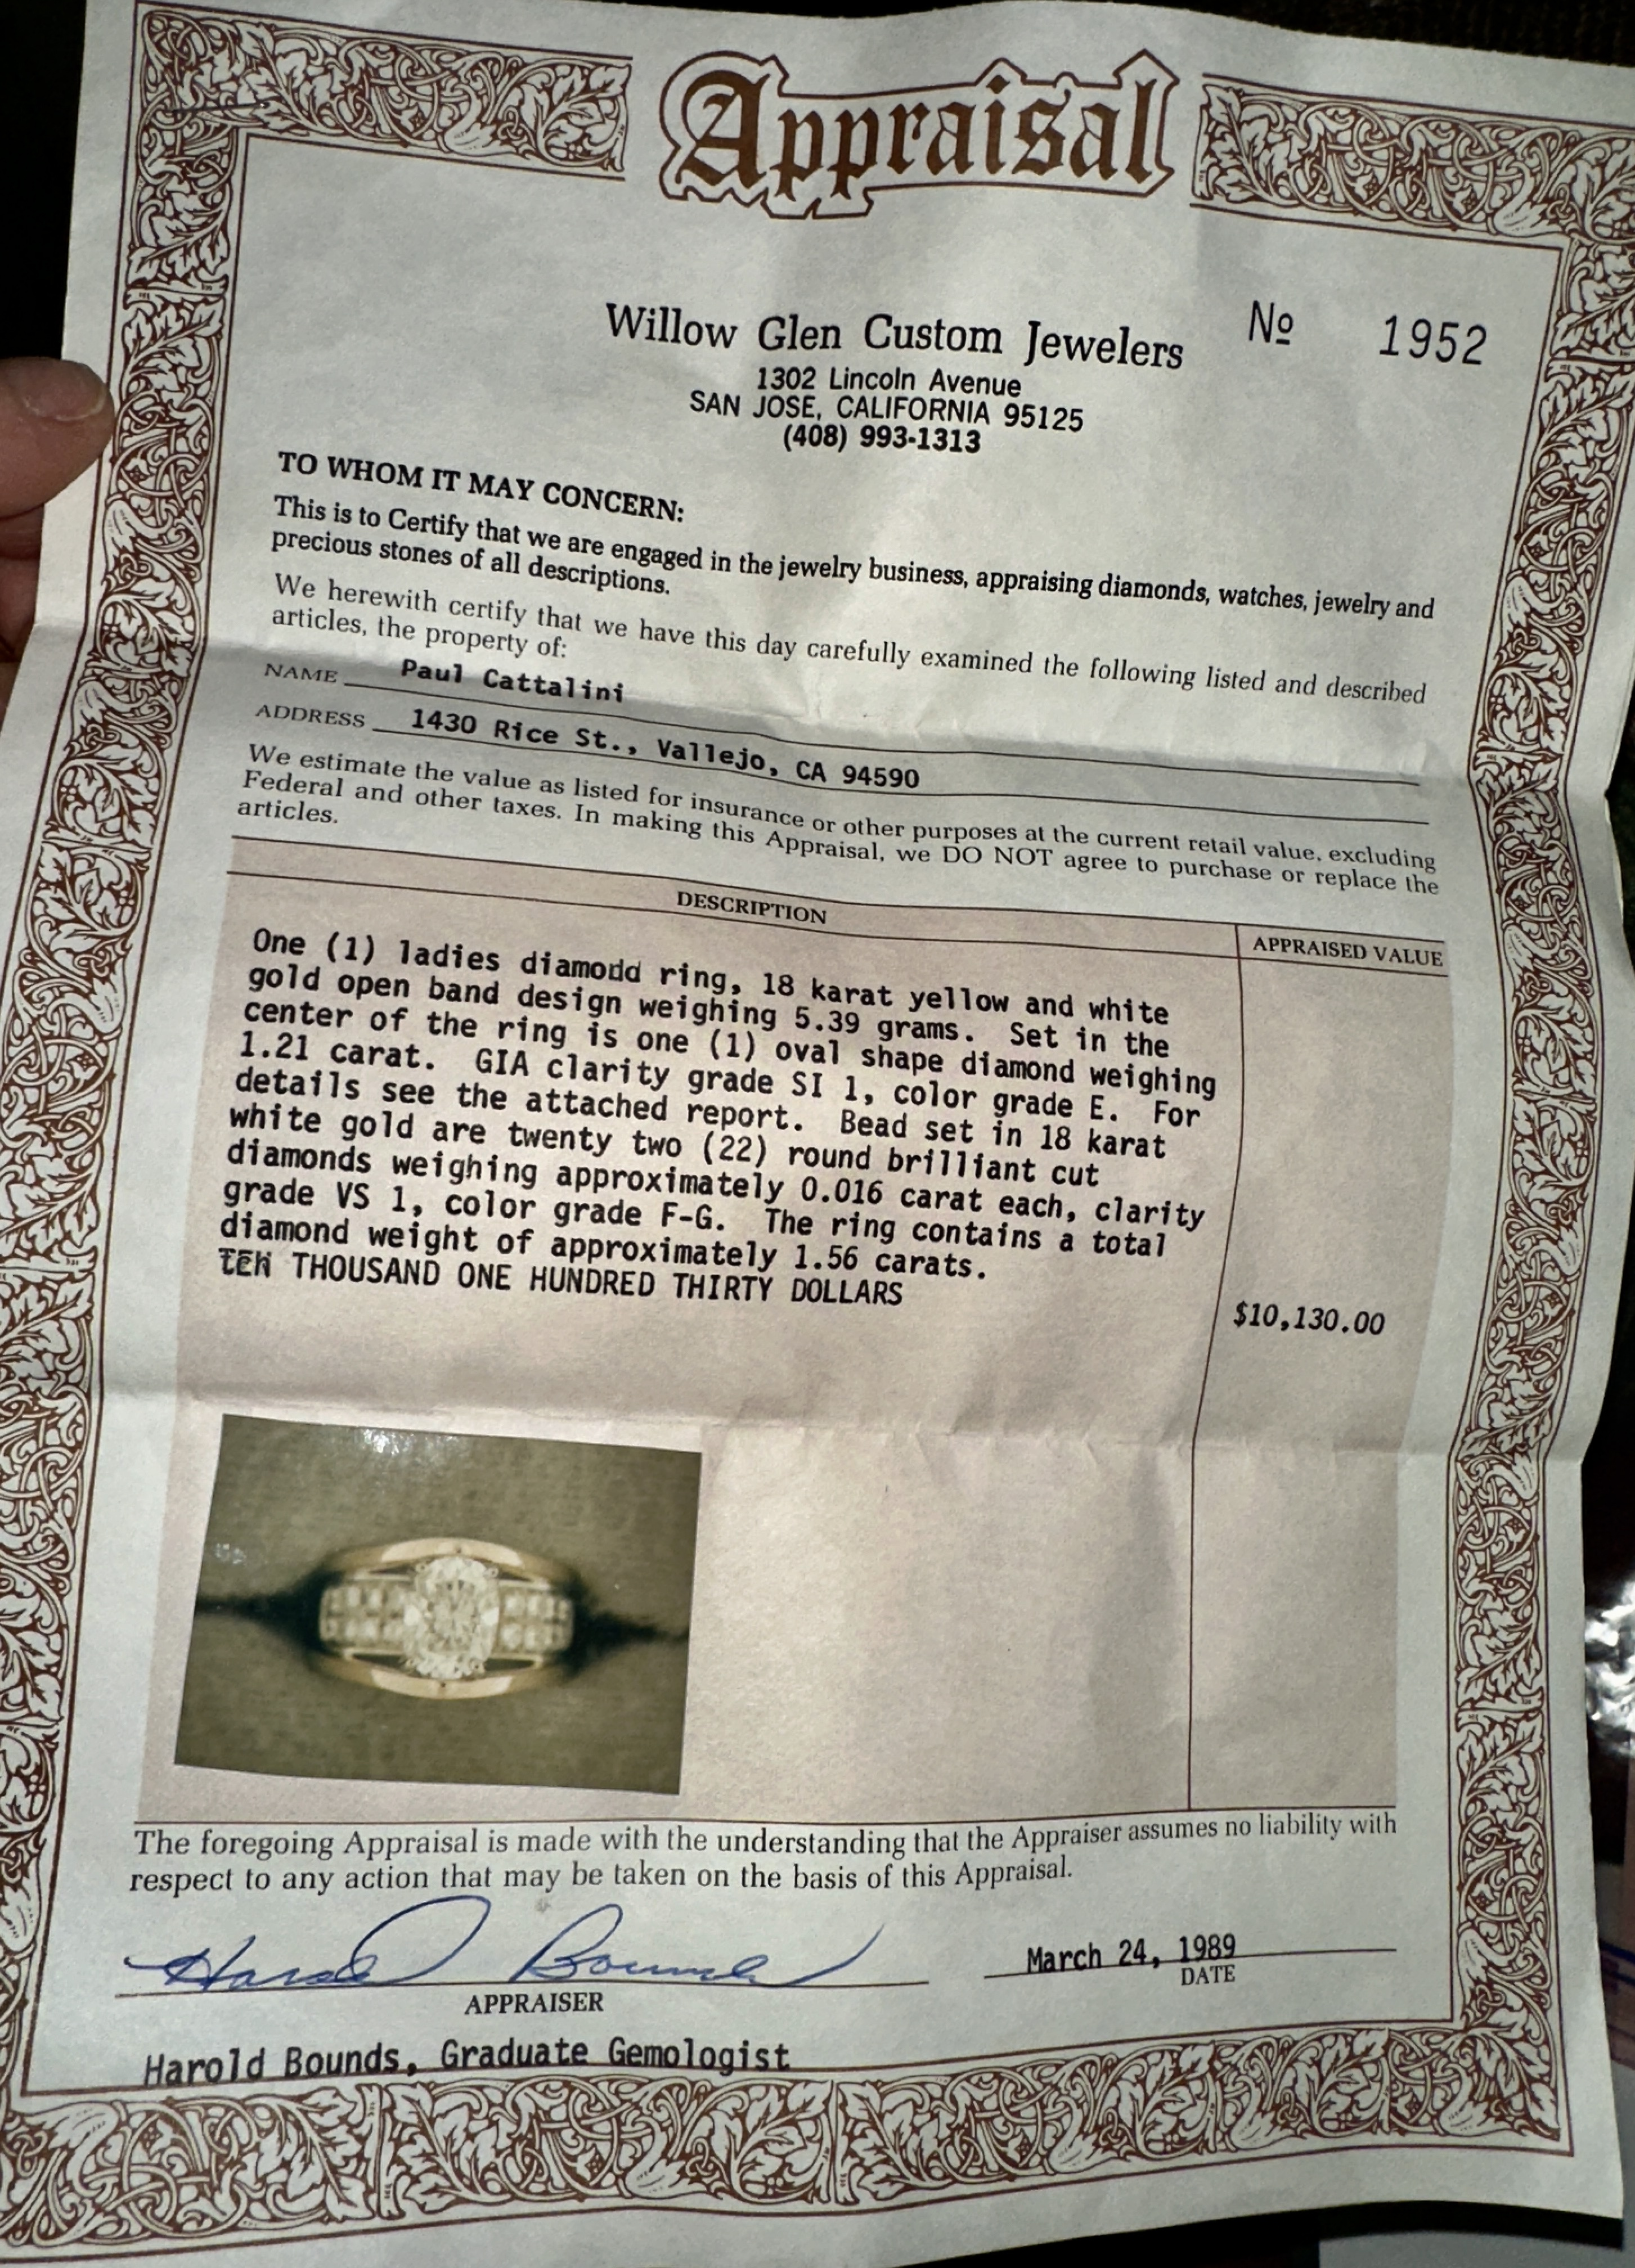 Appraisal
Willow Glen Custom Jewelers
№ 1952
1302 Lincoln Avenue
SAN JOSE, CALIFORNIA 95125
(408) 993-1313
TO WHOM IT MAY CONCERN:
This is to Certify that we are engaged in the jewelry business, appraising diamonds, watches, jewelry and
precious stones of all descriptions.
We herewith certify that we have this day carefully examined the following listed and described
articles, the property of:
NAME Paul Cattalini
ADDRESS 1430 Rice St., Vallejo, CA 94590
We estimate the value as listed for insurance or other purposes at the current retail value, excluding
Federal and other taxes. In making this Appraisal, we DO NOT agree to purchase or replace the
articles.
DESCRIPTION
APPRAISED VALUE
One (1) ladies diamodd ring, 18 karat yellow and white
gold open band design weighing 5.39 grams. Set in the
center of the ring is one (1) oval shape diamond weighing
1.21 carat. GIA clarity grade SI 1, color grade E. For
details see the attached report. Bead set in 18 karat
white gold are twenty two (22) round brilliant cut
diamonds weighing approximately 0.016 carat each, clarity
grade VS 1, color grade F-G. The ring contains a total
diamond weight of approximately 1.56 carats.
TEN THOUSAND ONE HUNDRED THIRTY DOLLARS
$10,130.00
The foregoing Appraisal is made with the understanding that the Appraiser assumes no liability with
respect to any action that may be taken on the basis of this Appraisal.
Harold Bounds
March 24, 1989
APPRAISER
DATE
Harold Bounds, Graduate Gemologist